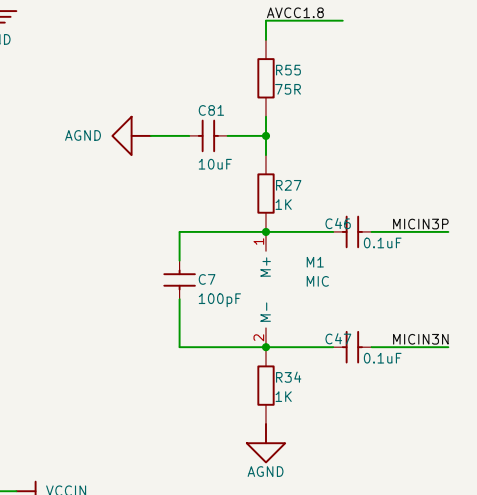 AVCC1.8
R55
75R
C81
AGND
10uF
R27
1K
C46
MICIN3P
0.1uF
1
M+
M1
MIC
C7
100pF
M-
2
C47
MICIN3N
0.1uF
R34
1K
AGND
VCCIN